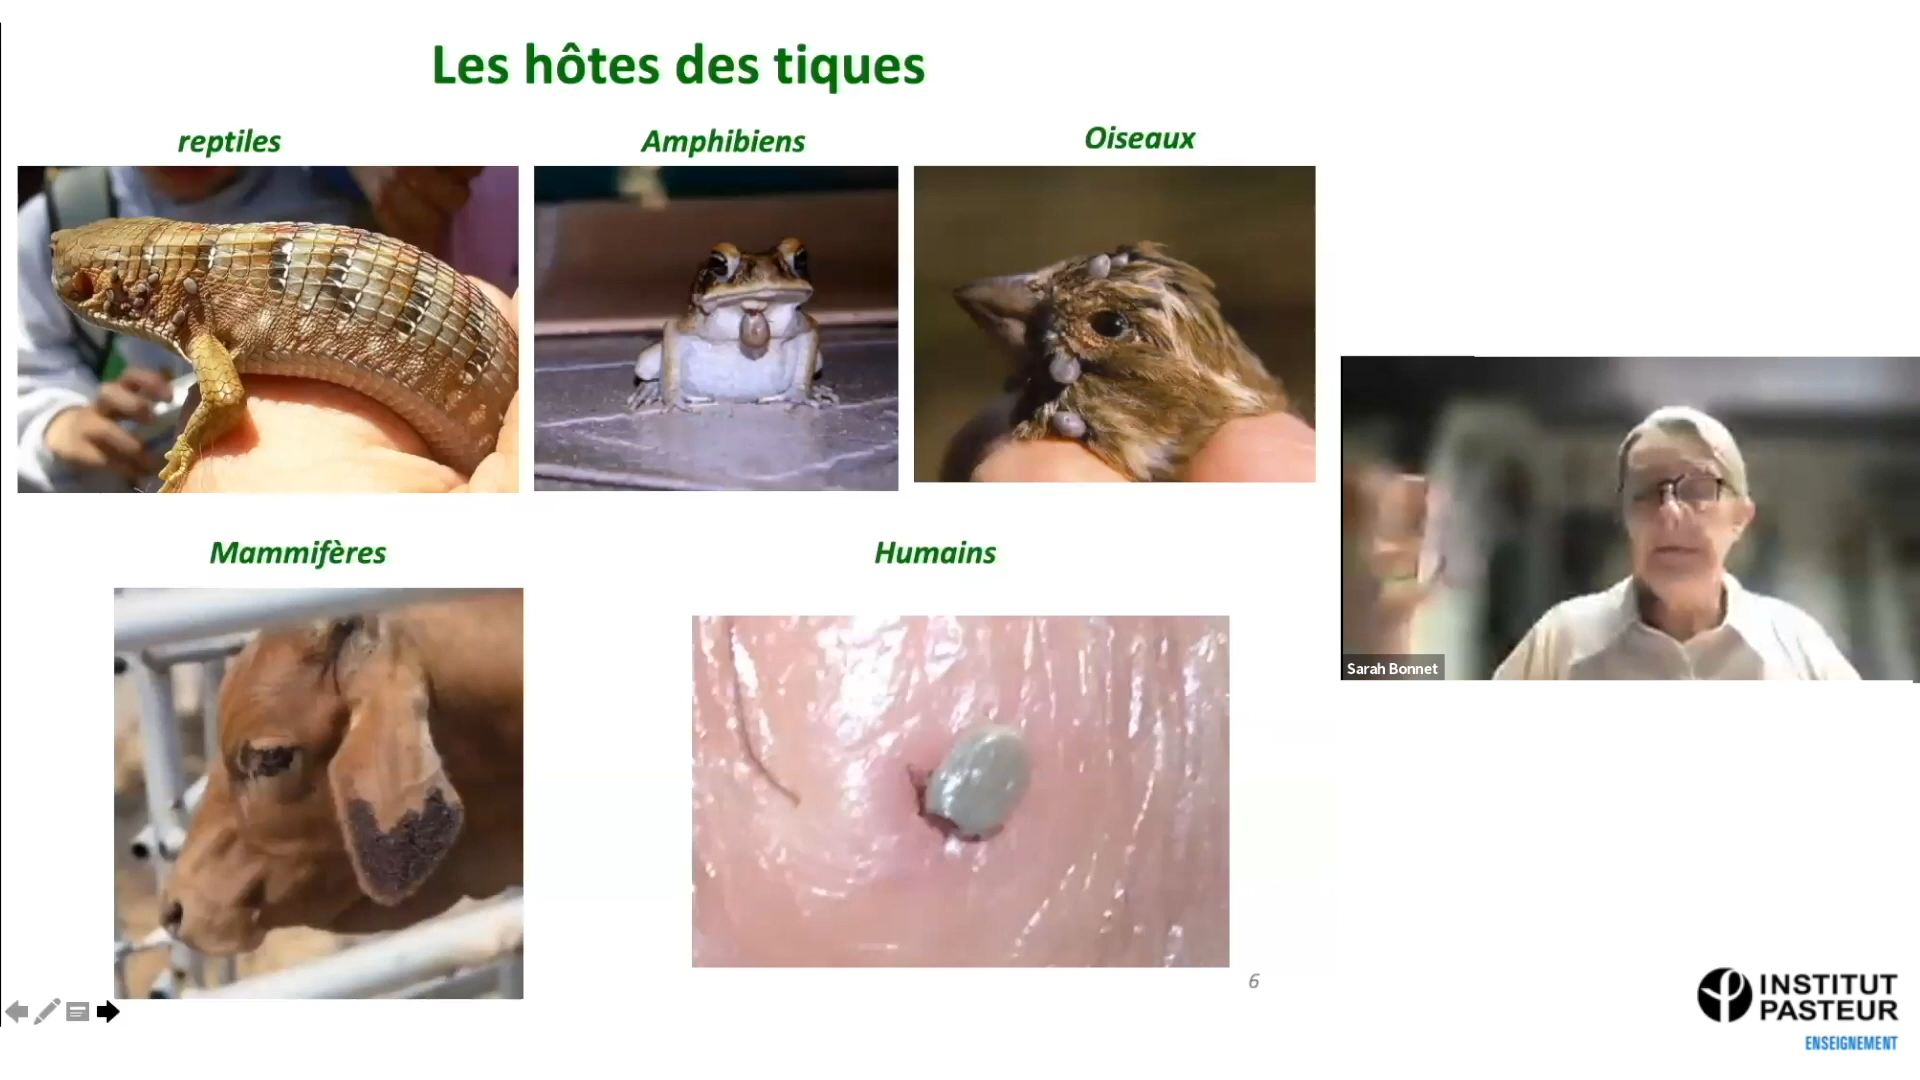 Les hôtes des tiques
reptiles
Amphibiens
Oiseaux
Mammifères
Humains
Sarah Bonnet
6
INSTITUT
PASTEUR
ENSEIGNEMENT